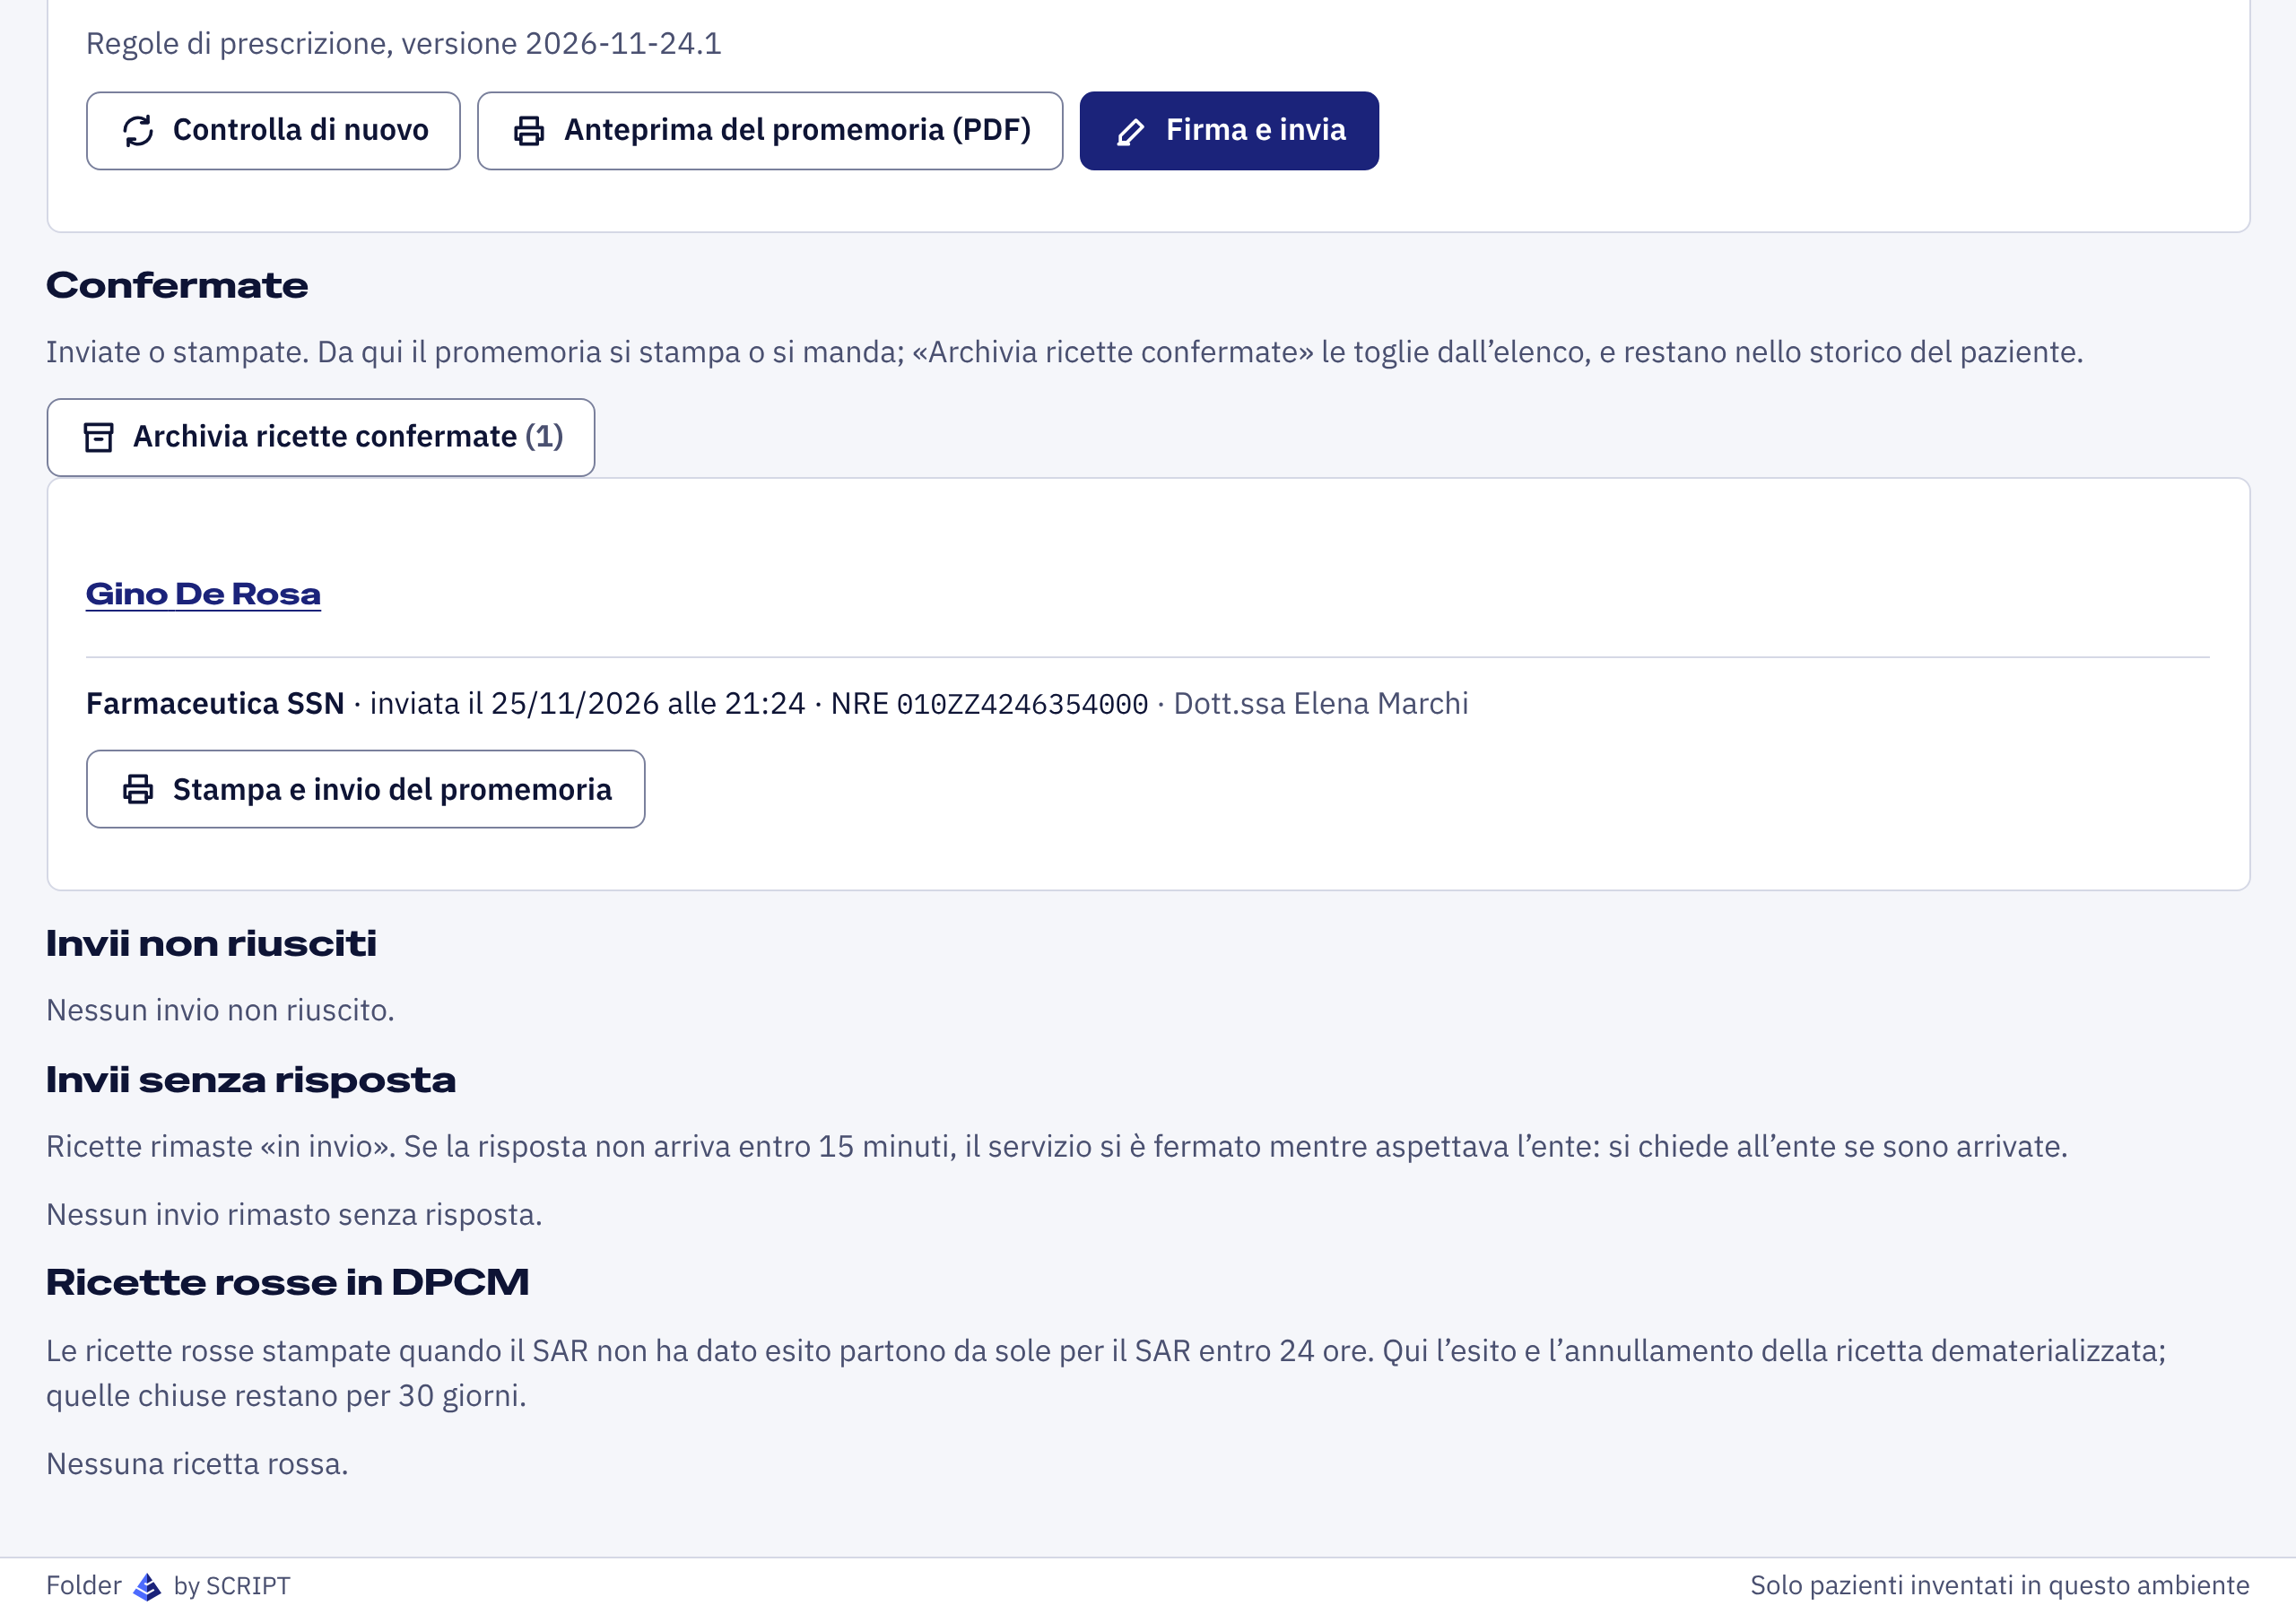 Regole di prescrizione, versione 2026-11-24.1
Controlla di nuovo
Anteprima del promemoria (PDF)
Firma e invia
Confermate
Inviate o stampate. Da qui il promemoria si stampa o si manda; «Archivia ricette confermate» le toglie dall’elenco, e restano nello storico del paziente.
Archivia ricette confermate (1)
Gino De Rosa
Farmaceutica SSN · inviata il 25/11/2026 alle 21:24 · NRE 010ZZ4246354000 · Dott.ssa Elena Marchi
Stampa e invio del promemoria
Invii non riusciti
Nessun invio non riuscito.
Invii senza risposta
Ricette rimaste «in invio». Se la risposta non arriva entro 15 minuti, il servizio si è fermato mentre aspettava l’ente: si chiede all’ente se sono arrivate.
Nessun invio rimasto senza risposta.
Ricette rosse in DPCM
Le ricette rosse stampate quando il SAR non ha dato esito partono da sole per il SAR entro 24 ore. Qui l’esito e l’annullamento della ricetta dematerializzata;
quelle chiuse restano per 30 giorni.
Nessuna ricetta rossa.
Folder by SCRIPT
Solo pazienti inventati in questo ambiente